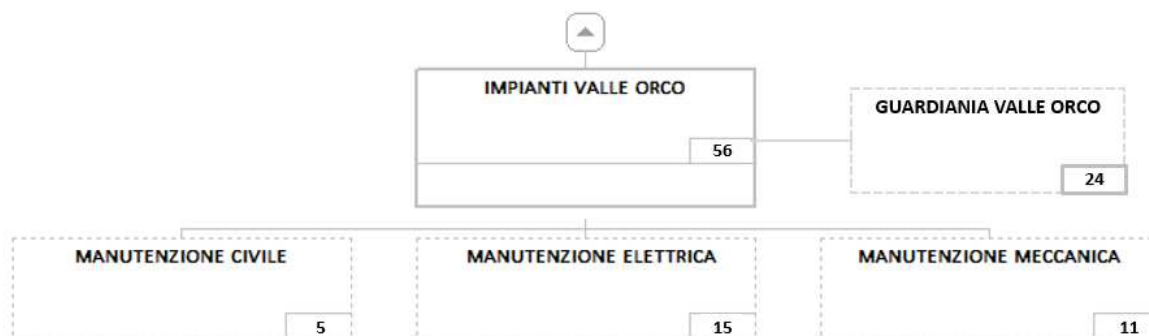 IMPIANTI VALLE ORCO
56
GUARDIANIA VALLE ORCO
24
MANUTENZIONE CIVILE
5
MANUTENZIONE ELETTRICA
15
MANUTENZIONE MECCANICA
11